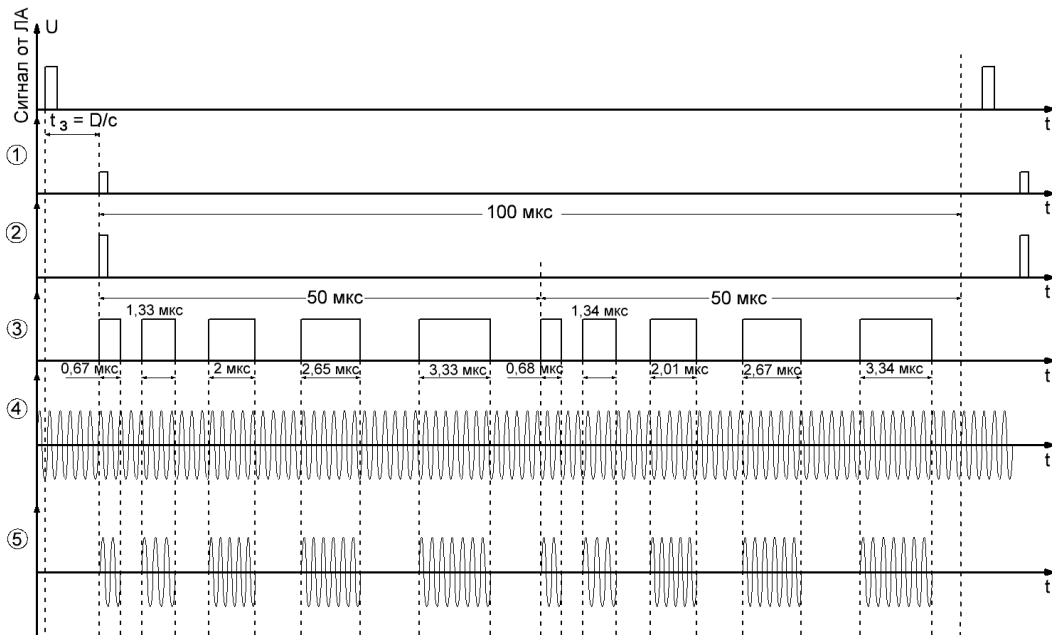 Сигнал от ЛА
U
t
t з = D/c
1
t
100 мкс
2
t
50 мкс
50 мкс
1,33 мкс
1,34 мкс
3
0,67 мкс
2 мкс
2,65 мкс
3,33 мкс
0,68 мкс
2,01 мкс
2,67 мкс
3,34 мкс
t
4
t
5
t